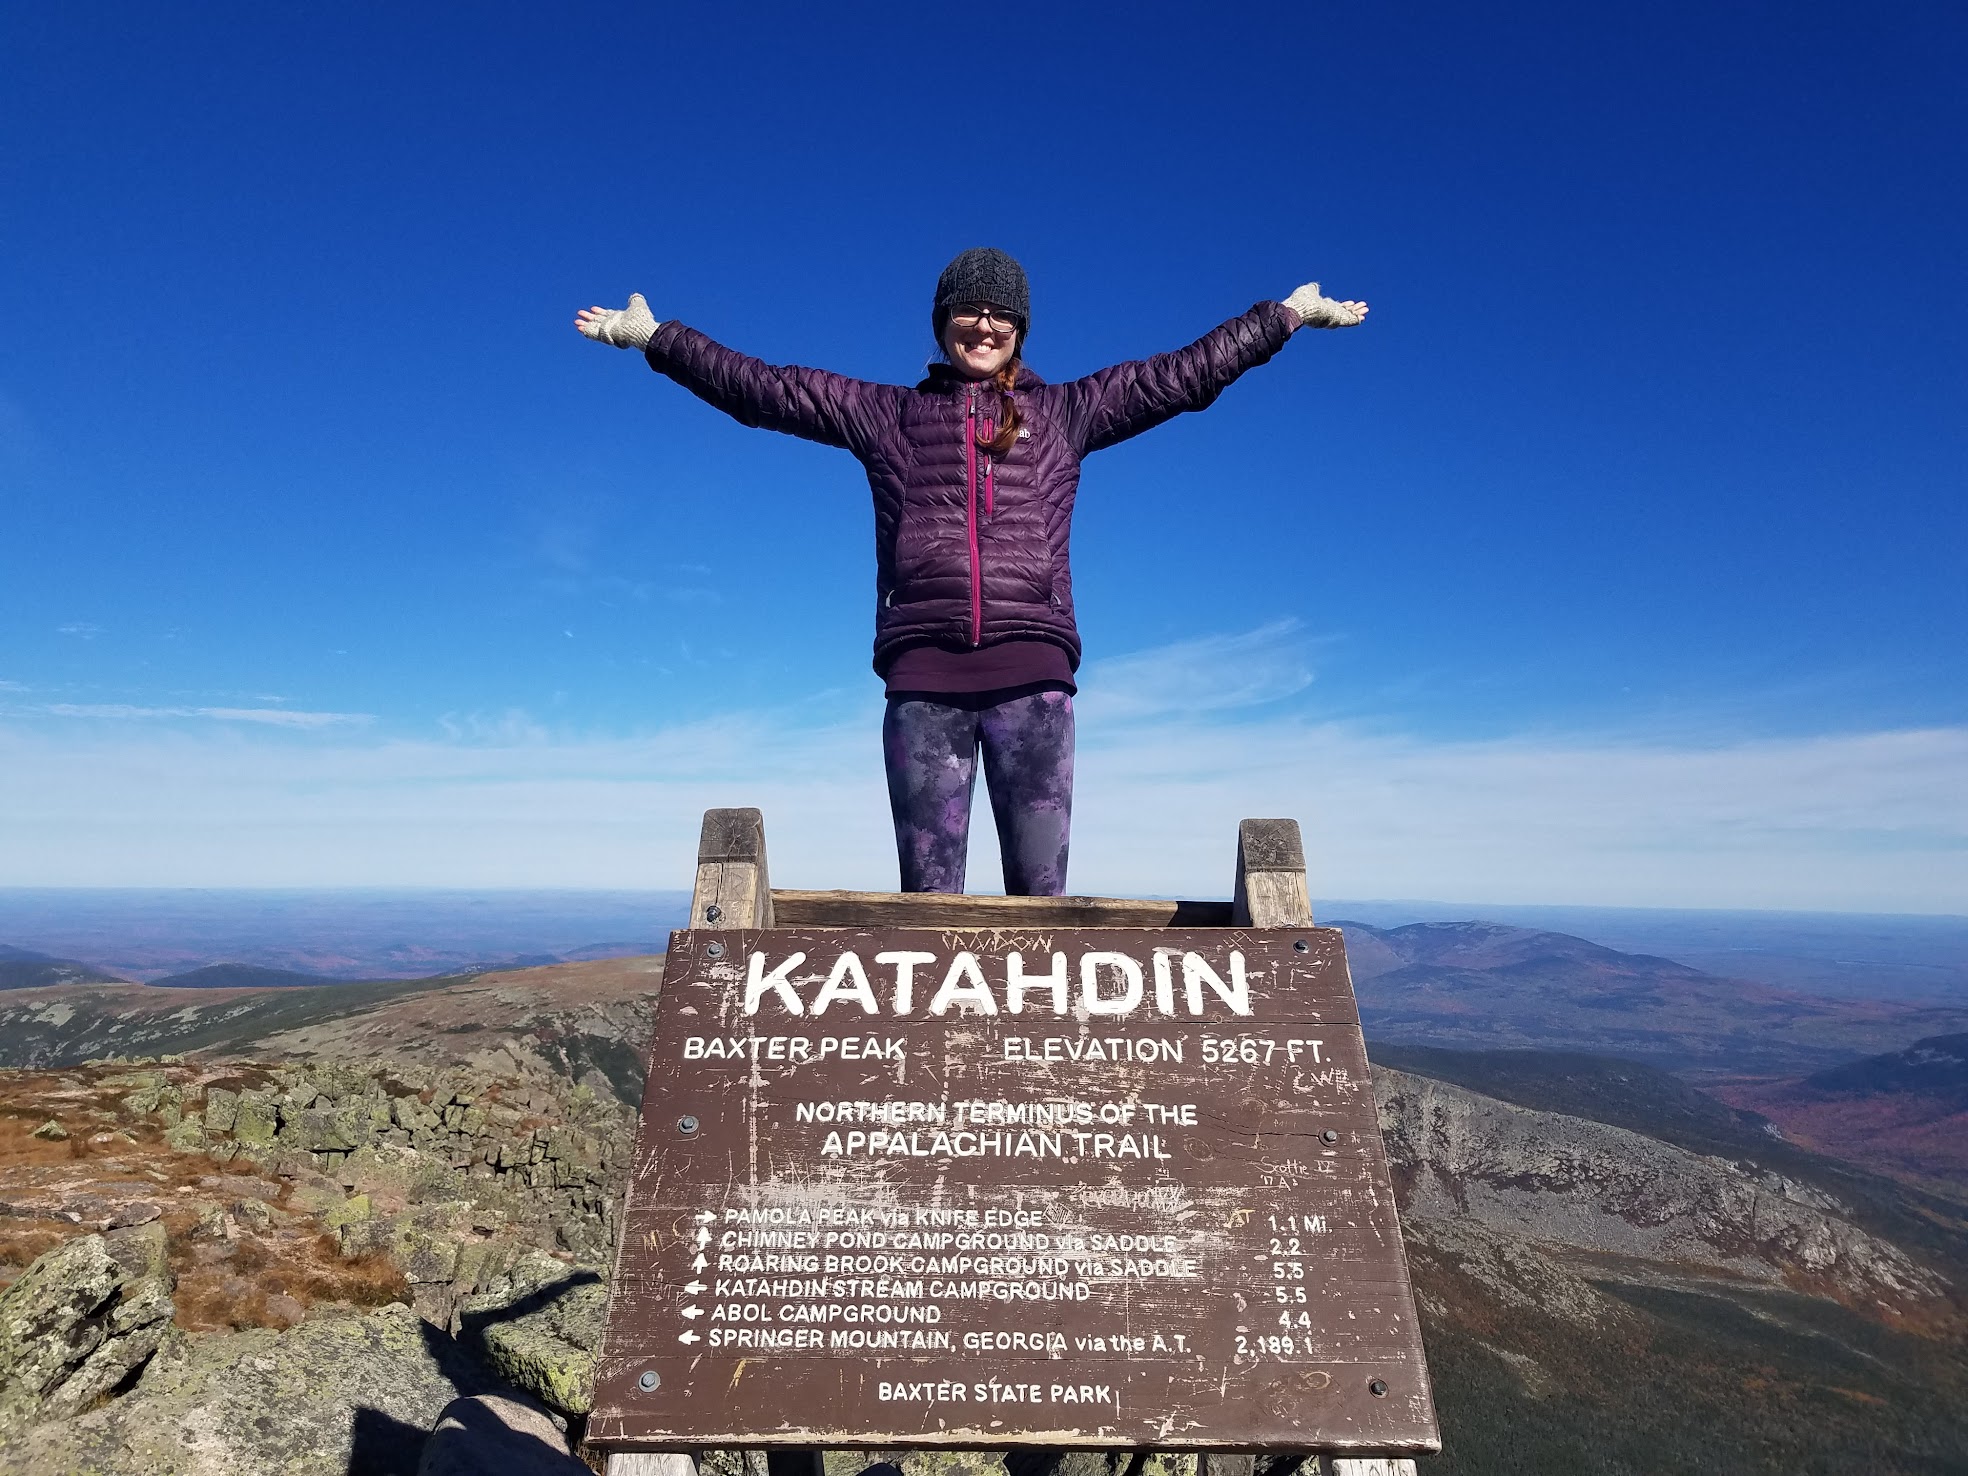 KATAHDIN
BAXTER PEAK ELEVATION 5267 FT.
NORTHERN TERMINUS OF THE
APPALACHIAN TRAIL
Scottie IV
→ PAMOLA PEAK via KNIFE EDGE 1.1 Mi.
↑ CHIMNEY POND CAMPGROUND via SADDLE 2.2
↑ ROARING BROOK CAMPGROUND via SADDLE 5.5
← KATAHDIN STREAM CAMPGROUND 5.5
← ABOL CAMPGROUND 4.4
← SPRINGER MOUNTAIN, GEORGIA via the A.T. 2,189.1
BAXTER STATE PARK